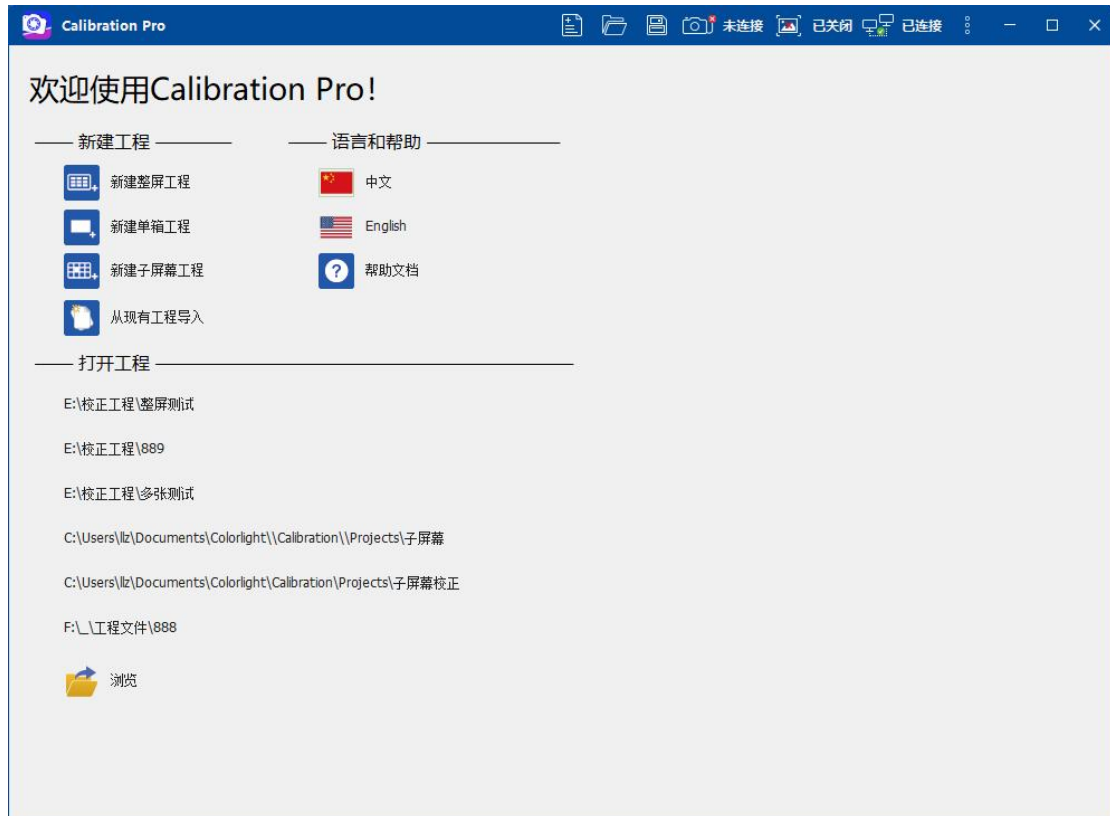 Calibration Pro 未连接 已关闭 已连接
欢迎使用Calibration Pro!
新建工程
新建整屏工程
新建单箱工程
新建子屏幕工程
从现有工程导入
语言和帮助
中文
English
帮助文档
打开工程
E:\校正工程\整屏测试
E:\校正工程\889
E:\校正工程\多张测试
C:\Users\llz\Documents\Colorlight\\Calibration\\Projects\子屏幕
C:\Users\llz\Documents\Colorlight\Calibration\Projects\子屏幕校正
F:\_\工程文件\888
浏览